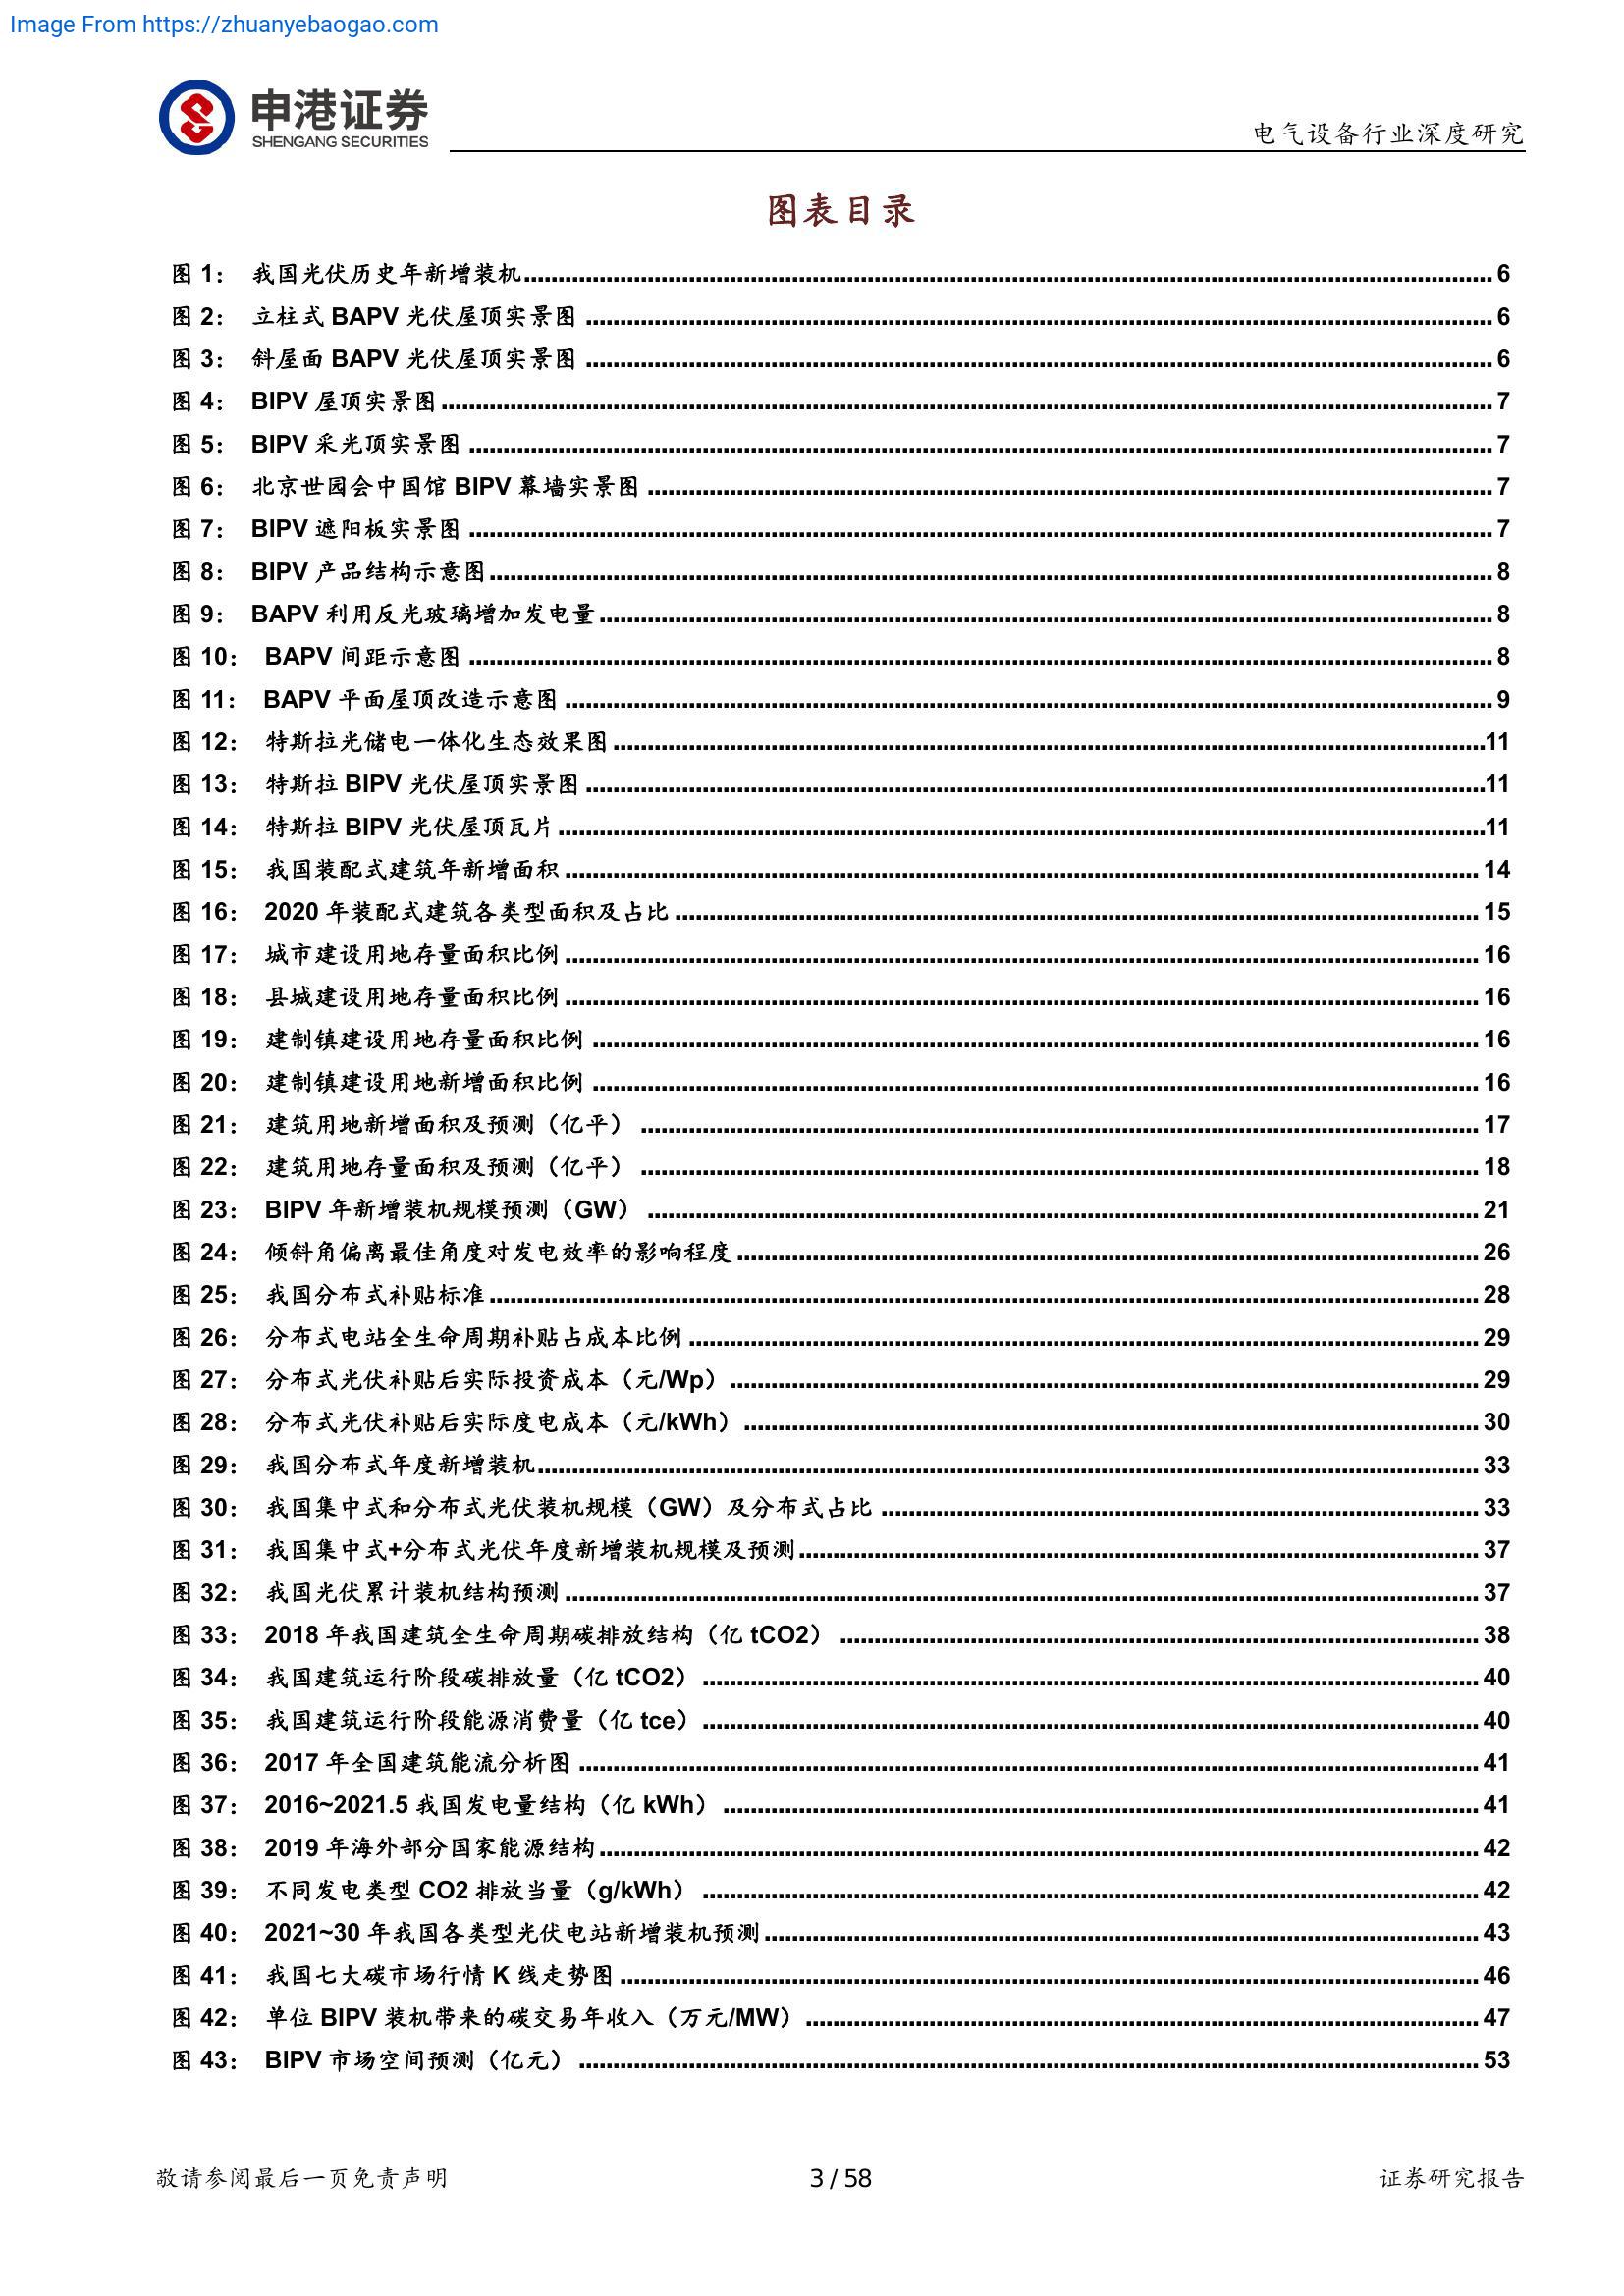 Image From https://zhuanyebaogao.com
申港证券
SHENGANG SECURITIES
电气设备行业深度研究
图表目录
图 1： 我国光伏历史年新增装机 6
图 2： 立柱式 BAPV 光伏屋顶实景图 6
图 3： 斜屋面 BAPV 光伏屋顶实景图 6
图 4： BIPV 屋顶实景图 7
图 5： BIPV 采光顶实景图 7
图 6： 北京世园会中国馆 BIPV 幕墙实景图 7
图 7： BIPV 遮阳板实景图 7
图 8： BIPV 产品结构示意图 8
图 9： BAPV 利用反光玻璃增加发电量 8
图 10： BAPV 间距示意图 8
图 11： BAPV 平面屋顶改造示意图 9
图 12： 特斯拉光储电一体化生态效果图 11
图 13： 特斯拉 BIPV 光伏屋顶实景图 11
图 14： 特斯拉 BIPV 光伏屋顶瓦片 11
图 15： 我国装配式建筑年新增面积 14
图 16： 2020 年装配式建筑各类型面积及占比 15
图 17： 城市建设用地存量面积比例 16
图 18： 县城建设用地存量面积比例 16
图 19： 建制镇建设用地存量面积比例 16
图 20： 建制镇建设用地新增面积比例 16
图 21： 建筑用地新增面积及预测（亿平） 17
图 22： 建筑用地存量面积及预测（亿平） 18
图 23： BIPV 年新增装机规模预测（GW） 21
图 24： 倾斜角偏离最佳角度对发电效率的影响程度 26
图 25： 我国分布式补贴标准 28
图 26： 分布式电站全生命周期补贴占成本比例 29
图 27： 分布式光伏补贴后实际投资成本（元/Wp） 29
图 28： 分布式光伏补贴后实际度电成本（元/kWh） 30
图 29： 我国分布式年度新增装机 33
图 30： 我国集中式和分布式光伏装机规模（GW）及分布式占比 33
图 31： 我国集中式+分布式光伏年度新增装机规模及预测 37
图 32： 我国光伏累计装机结构预测 37
图 33： 2018 年我国建筑全生命周期碳排放结构（亿 tCO2） 38
图 34： 我国建筑运行阶段碳排放量（亿 tCO2） 40
图 35： 我国建筑运行阶段能源消费量（亿 tce） 40
图 36： 2017 年全国建筑能流分析图 41
图 37： 2016~2021.5 我国发电量结构（亿 kWh） 41
图 38： 2019 年海外部分国家能源结构 42
图 39： 不同发电类型 CO2 排放当量（g/kWh） 42
图 40： 2021~30 年我国各类型光伏电站新增装机预测 43
图 41： 我国七大碳市场行情 K 线走势图 46
图 42： 单位 BIPV 装机带来的碳交易年收入（万元/MW） 47
图 43： BIPV 市场空间预测（亿元） 53
敬请参阅最后一页免责声明 3 / 58 证券研究报告